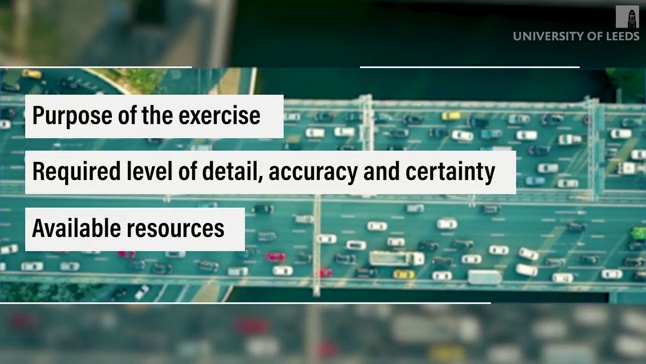 UNIVERSITY OF LEEDS
Purpose of the exercise
Required level of detail, accuracy and certainty
Available resources